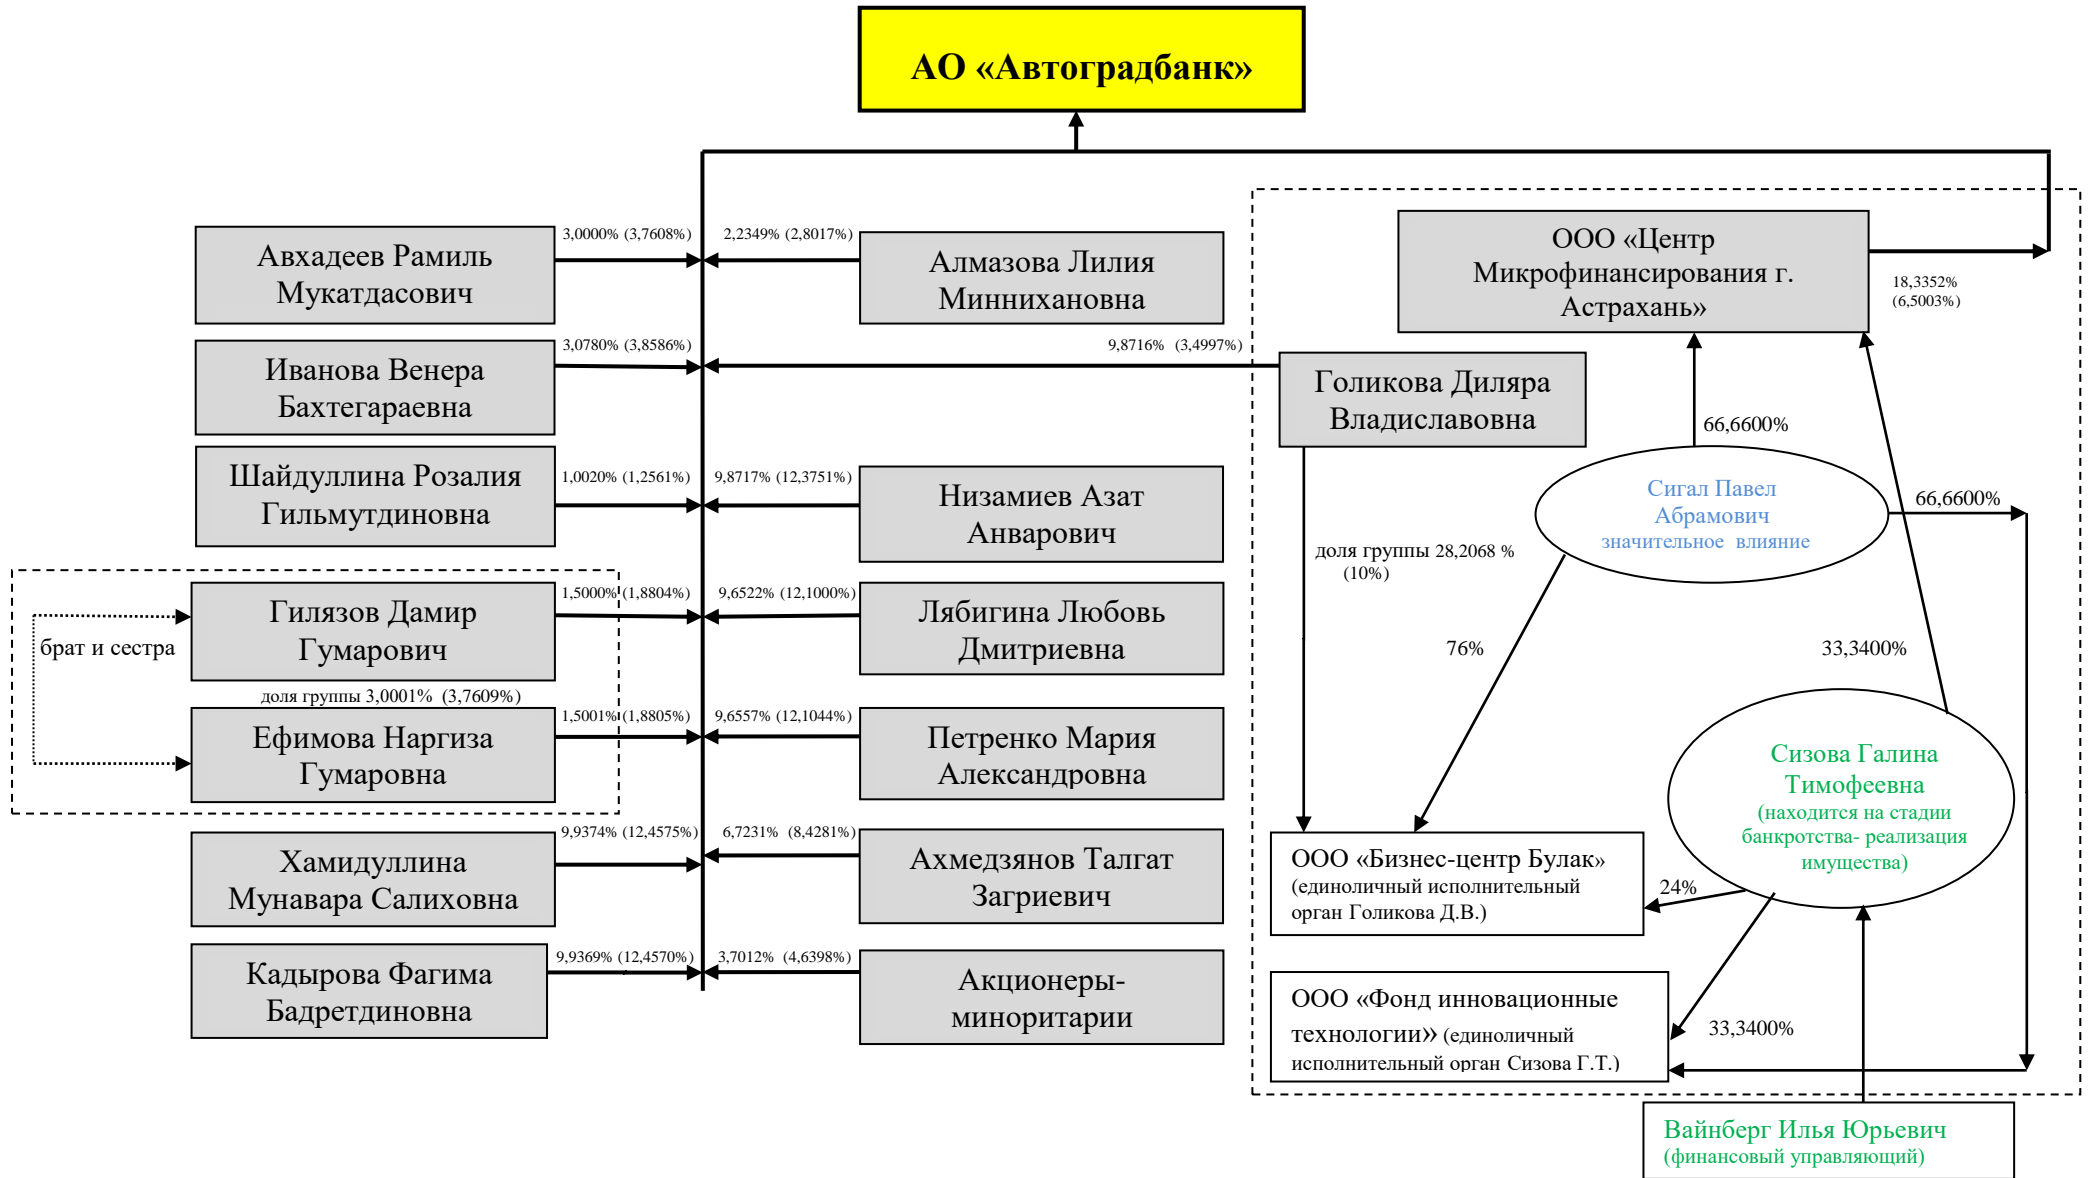 АО «Автоградбанк»
Авхадеев Рамиль
Мукатдасович
3,0000% (3,7608%)
2,2349% (2,8017%)
Алмазова Лилия
Миннихановна
ООО «Центр
Микрофинансирования г.
Астрахань»
18,3352%
(6,5003%)
Иванова Венера
Бахтегараевна
3,0780% (3,8586%)
9,8716% (3,4997%)
Голикова Диляра
Владиславовна
66,6600%
Шайдуллина Розалия
Гильмутдиновна
1,0020% (1,2561%)
9,8717% (12,3751%)
Низамиев Азат
Анварович
Сигал Павел
Абрамович
значительное влияние
66,6600%
доля группы 28,2068 %
(10%)
брат и сестра
Гилязов Дамир
Гумарович
1,5000% (1,8804%)
9,6522% (12,1000%)
Лябигина Любовь
Дмитриевна
76%
33,3400%
доля группы 3,0001% (3,7609%)
Ефимова Наргиза
Гумаровна
1,5001% (1,8805%)
9,6557% (12,1044%)
Петренко Мария
Александровна
Сизова Галина
Тимофеевна
(находится на стадии
банкротства- реализация
имущества)
Хамидуллина
Мунавара Салиховна
9,9374% (12,4575%)
6,7231% (8,4281%)
Ахмедзянов Талгат
Загриевич
ООО «Бизнес-центр Булак»
(единоличный исполнительный
орган Голикова Д.В.)
24%
Кадырова Фагима
Бадретдиновна
9,9369% (12,4570%)
3,7012% (4,6398%)
Акционеры-
миноритарии
ООО «Фонд инновационные
технологии» (единоличный
исполнительный орган Сизова Г.Т.)
33,3400%
Вайнберг Илья Юрьевич
(финансовый управляющий)